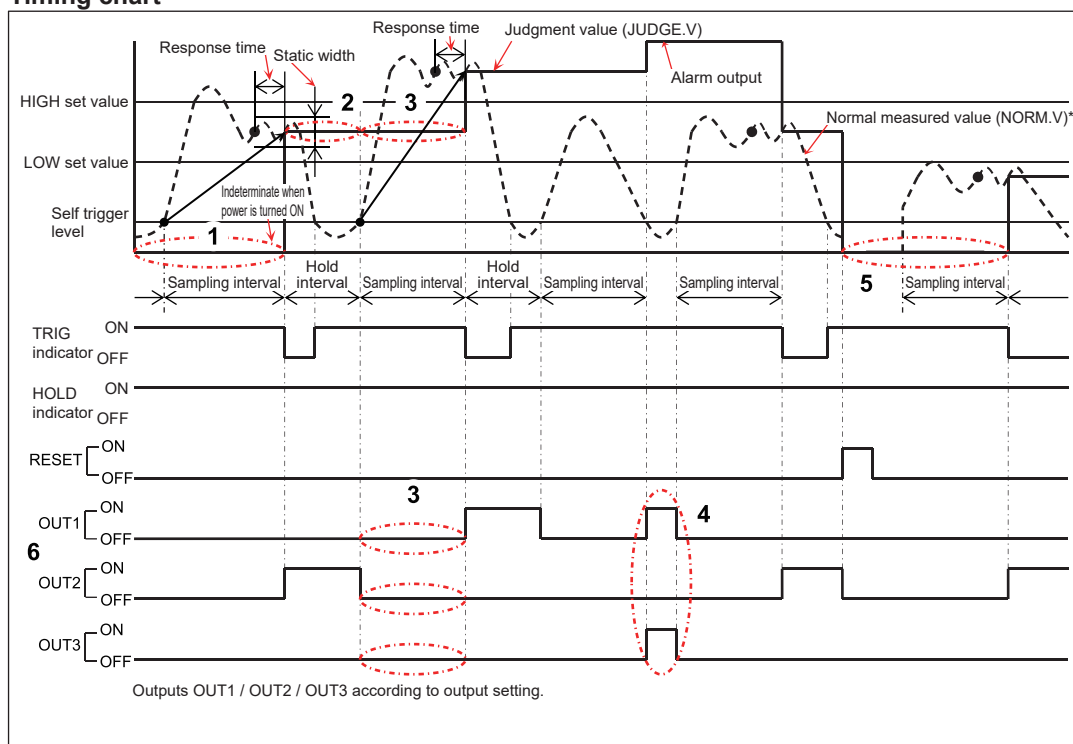 Timing chart
Response time
Judgment value (JUDGE.V)
Response time
Static width
Alarm output
HIGH set value
2
3
Normal measured value (NORM.V)*
LOW set value
Indeterminate when
power is turned ON
Self trigger
level
1
5
Sampling interval
Hold
interval
Sampling interval
Hold
interval
Sampling interval
Sampling interval
Sampling interval
TRIG
indicator
ON
OFF
HOLD
indicator
ON
OFF
RESET
ON
OFF
3
4
OUT1
ON
OFF
6
OUT2
ON
OFF
OUT3
ON
OFF
Outputs OUT1 / OUT2 / OUT3 according to output setting.